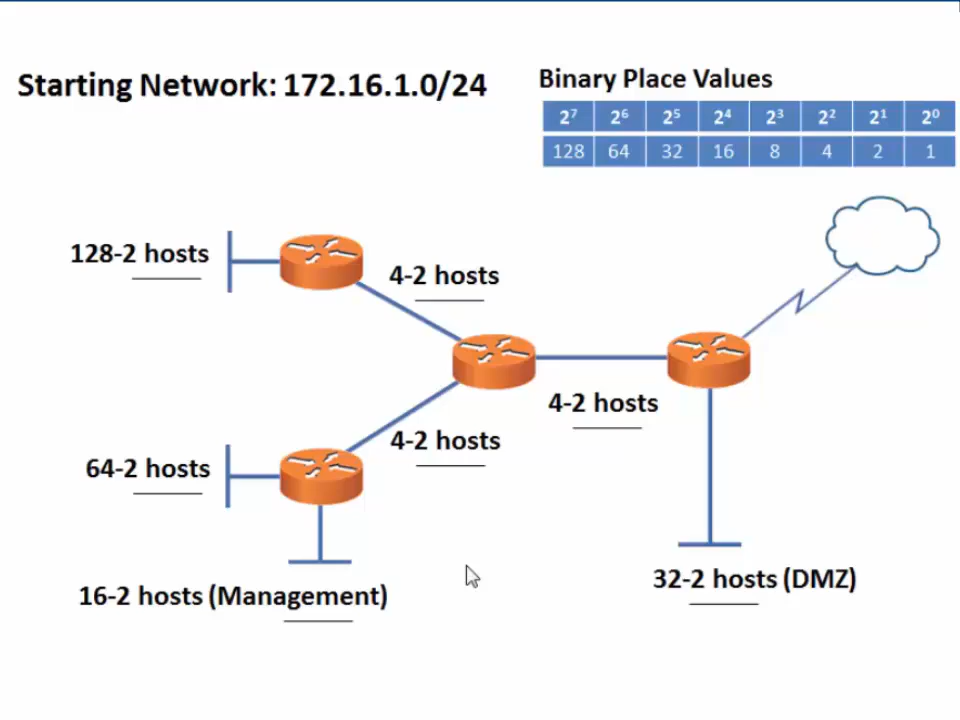 Starting Network: 172.16.1.0/24
Binary Place Values
2⁷ 2⁶ 2⁵ 2⁴ 2³ 2² 2¹ 2⁰
128 64 32 16 8 4 2 1
128-2 hosts
4-2 hosts
4-2 hosts
4-2 hosts
64-2 hosts
16-2 hosts (Management)
32-2 hosts (DMZ)